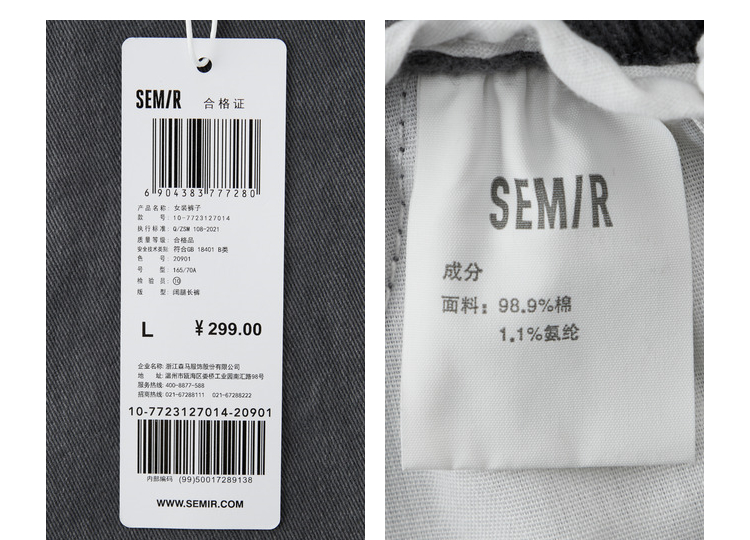 SEMIR 合格证
6 904383 777280
产品名称: 女装裤子
款 号: 10-7723127014
执行标准: Q/ZSM 108-2021
质量等级: 合格品
安全技术类别: 符合GB 18401 B类
色 号: 20901
号 型: 165/70A
检 验 员: 10
版 型: 阔腿长裤
L ¥299.00
企业名称: 浙江森马服饰股份有限公司
地 址: 温州市瓯海区娄桥工业园南汇路98号
服务热线: 400-8877-588
招商热线: 021-67288111 021-67288222
10-7723127014-20901
内部编码 (99)50017289138
WWW.SEMIR.COM
SEMIR
成分
面料: 98.9%棉
1.1%氨纶